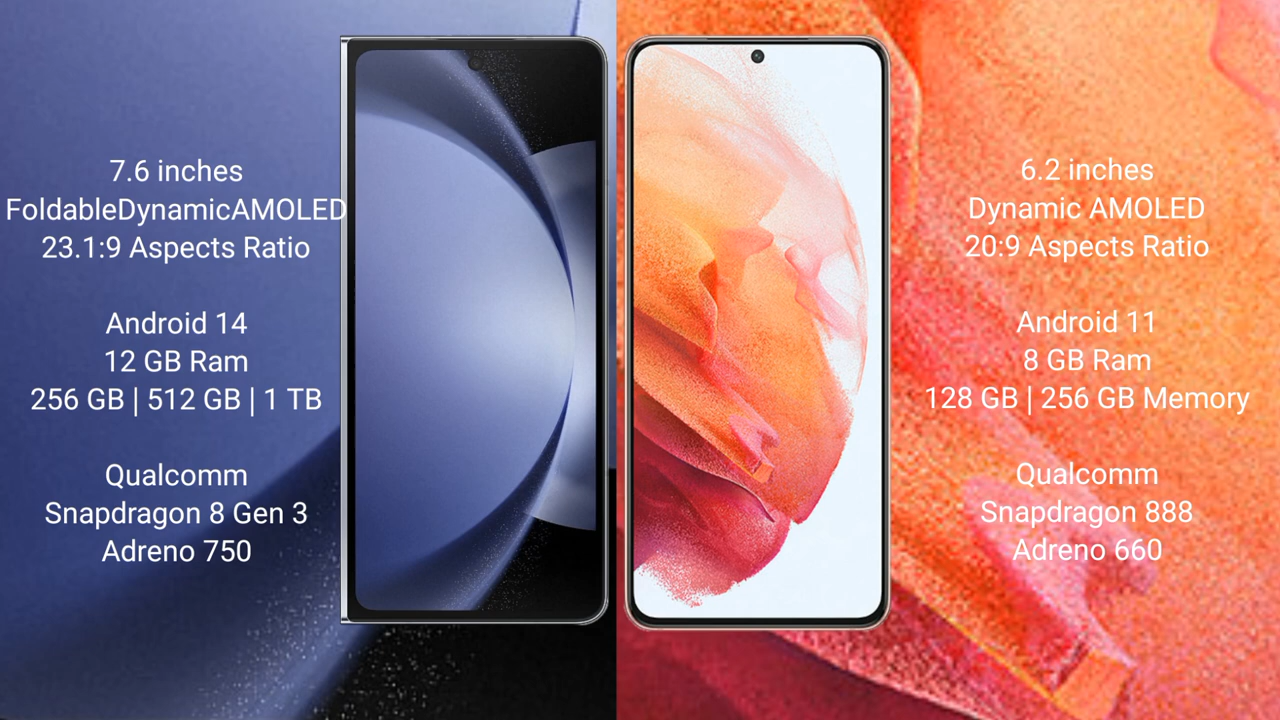 7.6 inches
FoldableDynamicAMOLED
23.1:9 Aspects Ratio
Android 14
12 GB Ram
256 GB | 512 GB | 1 TB
Qualcomm
Snapdragon 8 Gen 3
Adreno 750
6.2 inches
Dynamic AMOLED
20:9 Aspects Ratio
Android 11
8 GB Ram
128 GB | 256 GB Memory
Qualcomm
Snapdragon 888
Adreno 660